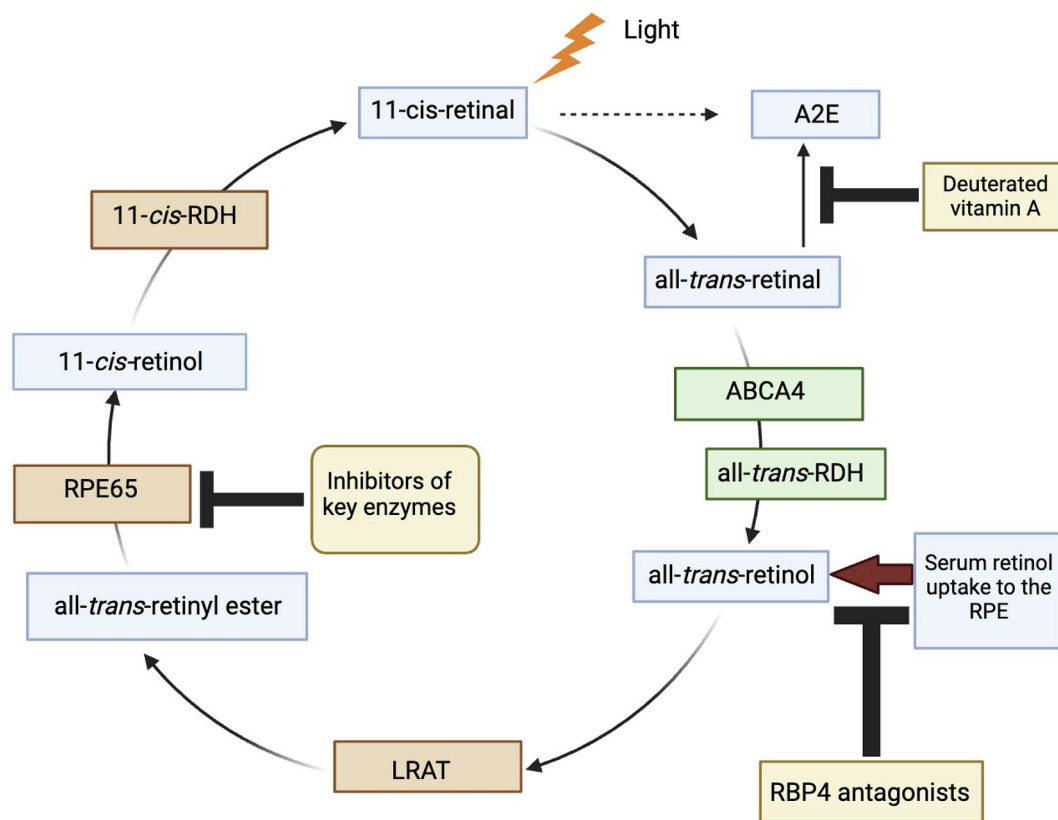 Light
11-cis-retinal
A2E
Deuterated
vitamin A
11-cis-RDH
all-trans-retinal
11-cis-retinol
ABCA4
all-trans-RDH
RPE65
Inhibitors of
key enzymes
all-trans-retinol
Serum retinol
uptake to the
RPE
all-trans-retinyl ester
LRAT
RBP4 antagonists